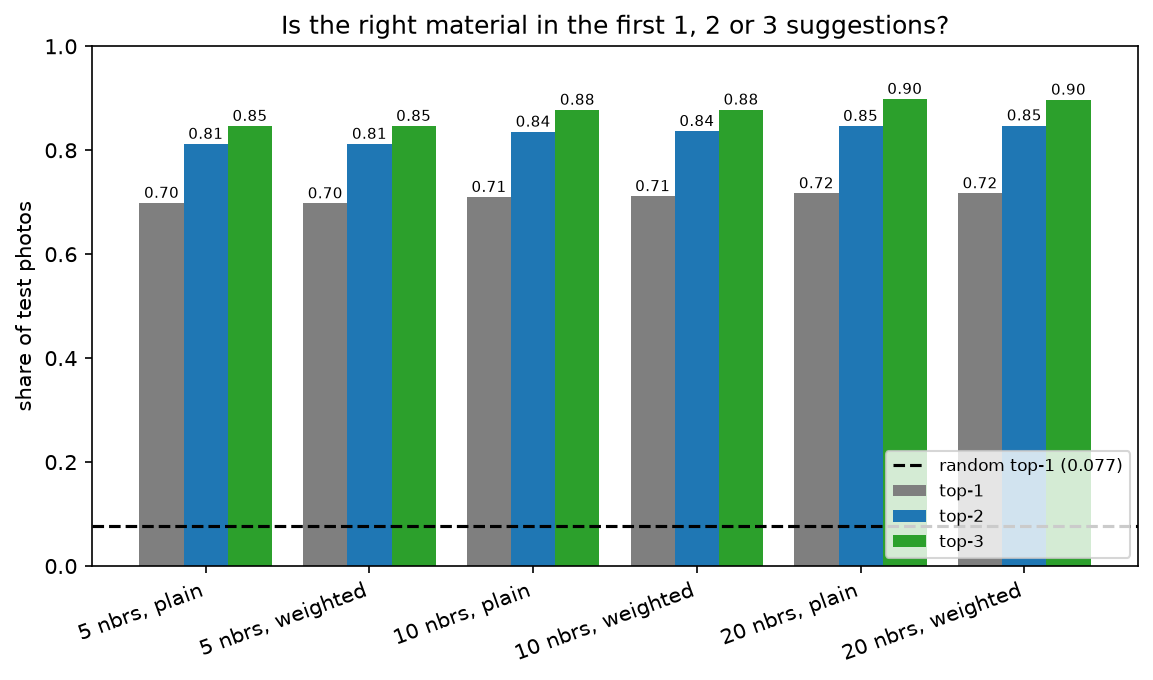 Is the right material in the first 1, 2 or 3 suggestions?
share of test photos
1.0
0.8
0.6
0.4
0.2
0.0
0.70 0.81 0.85
0.70 0.81 0.85
0.71 0.84 0.88
0.71 0.84 0.88
0.72 0.85 0.90
0.72 0.85 0.90
random top-1 (0.077)
top-1
top-2
top-3
5 nbrs, plain
5 nbrs, weighted
10 nbrs, plain
10 nbrs, weighted
20 nbrs, plain
20 nbrs, weighted